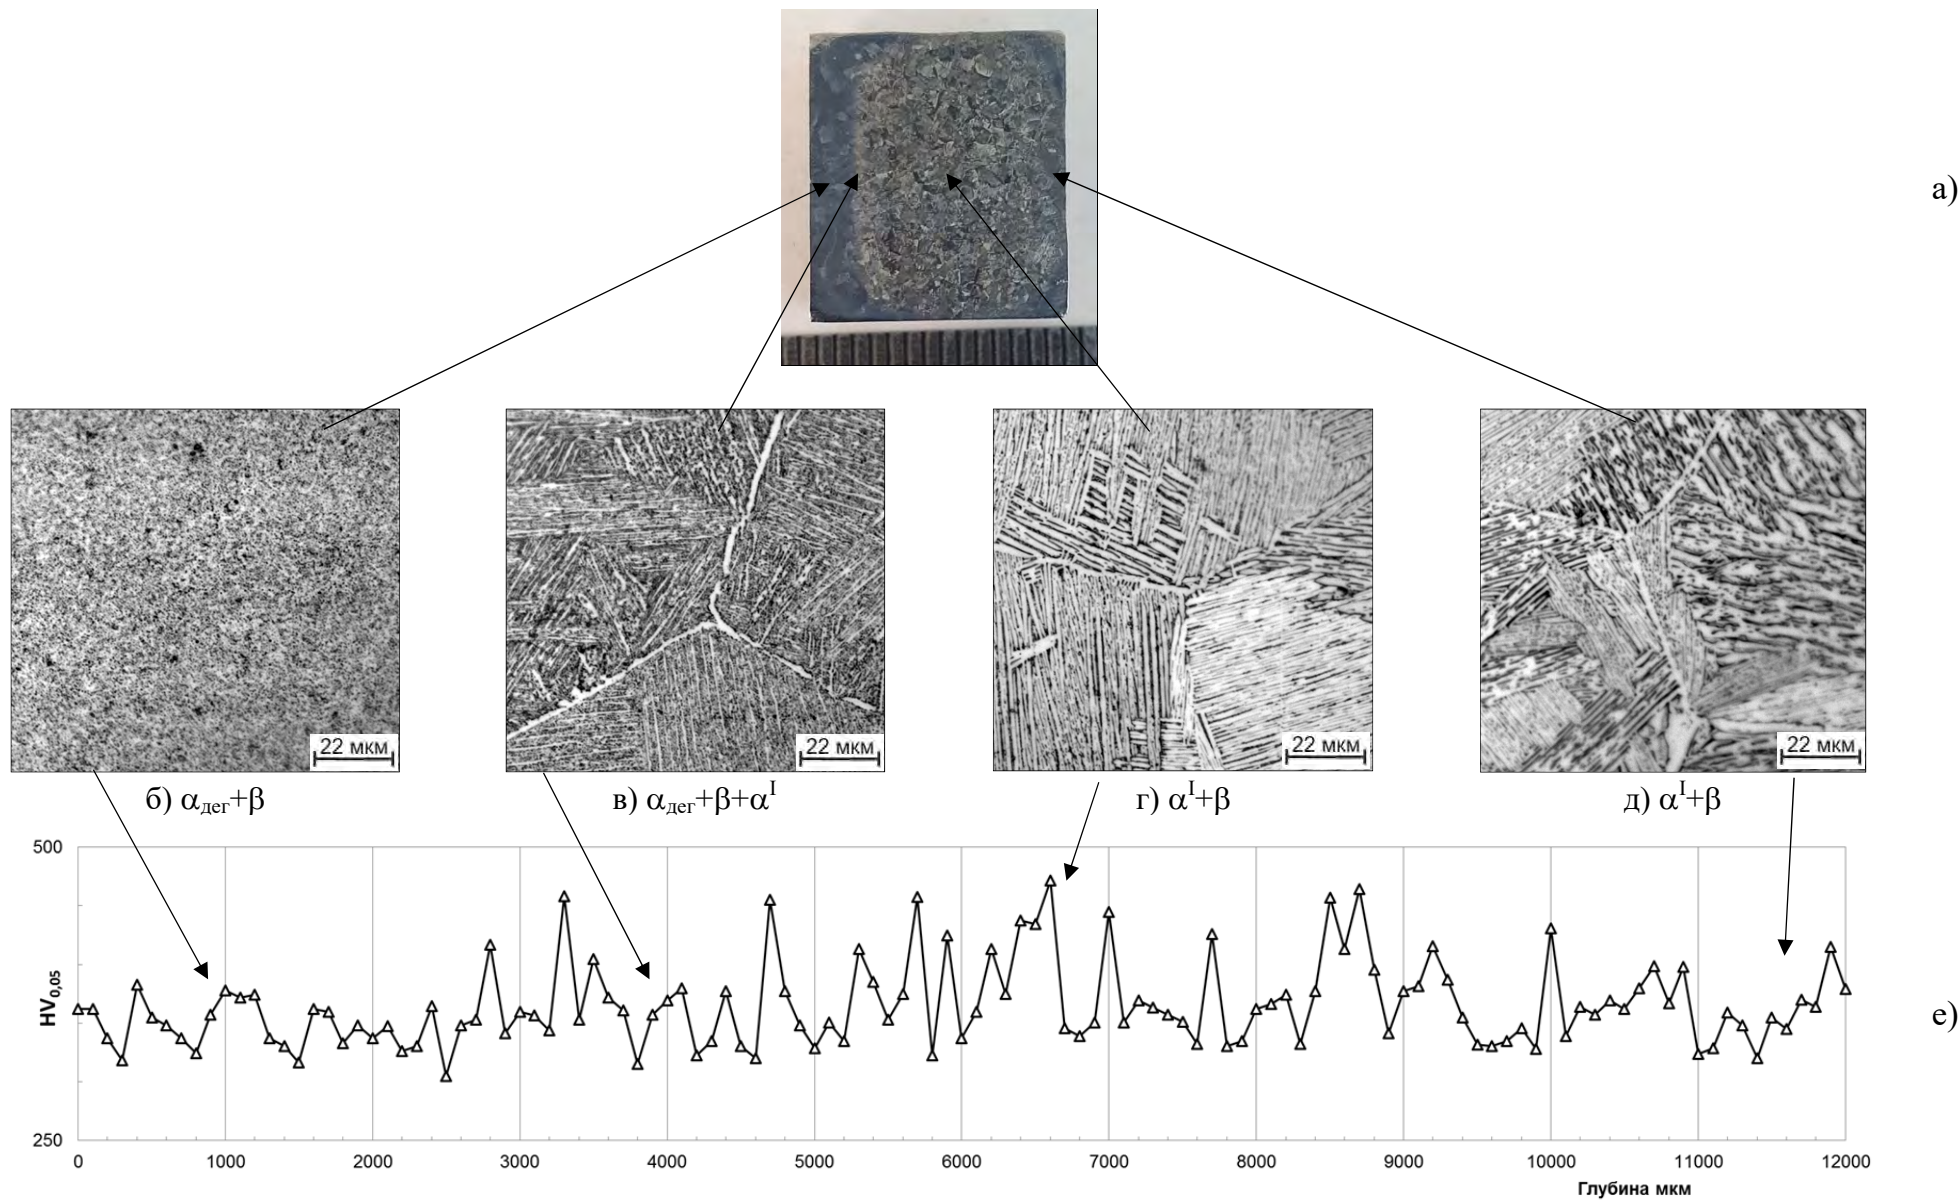 а)
22 мкм
22 мкм
22 мкм
22 мкм
б) αдег+β
в) αдег+β+αI
г) αI+β
д) αI+β
500
HV0,05
е)
250
0 1000 2000 3000 4000 5000 6000 7000 8000 9000 10000 11000 12000
Глубина мкм